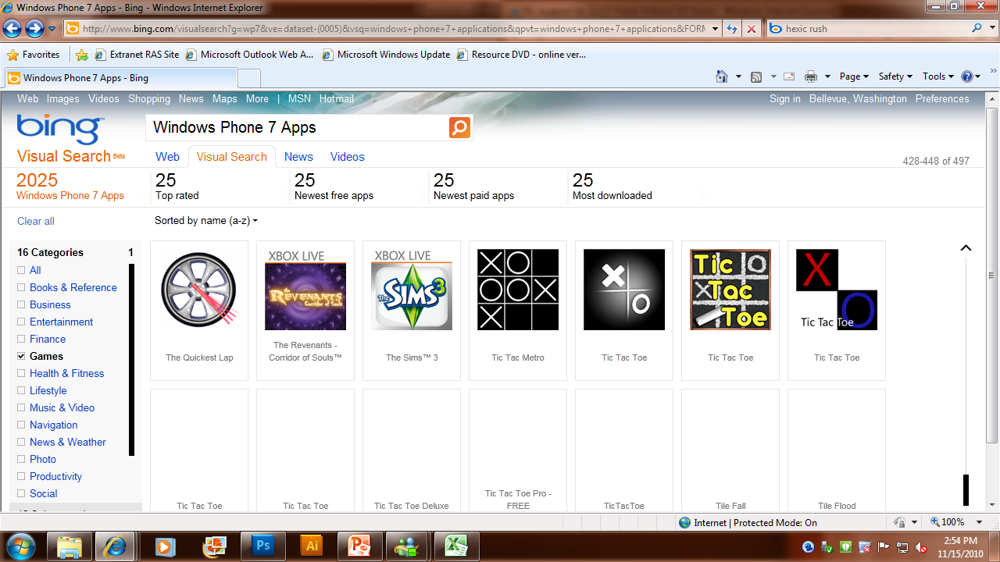 Windows Phone 7 Apps - Bing - Windows Internet Explorer
http://www.bing.com/visualsearch?g=wp7&ve=dataset-(0005)&vsq=windows+phone+7+applications&qpvt=windows+phone+7+applications&FORM
hexic rush
Favorites
Extranet RAS Site
Microsoft Outlook Web A...
Microsoft Windows Update
Resource DVD - online ver...
Windows Phone 7 Apps - Bing
Page
Safety
Tools
Web Images Videos Shopping News Maps More | MSN Hotmail
Sign in Bellevue, Washington Preferences
bing™
Windows Phone 7 Apps
Visual Search Beta
Web Visual Search News Videos
428-448 of 497
2025
Windows Phone 7 Apps
25
Top rated
25
Newest free apps
25
Newest paid apps
25
Most downloaded
Clear all
Sorted by name (a-z)
16 Categories 1
All
Books & Reference
Business
Entertainment
Finance
Games
Health & Fitness
Lifestyle
Music & Video
Navigation
News & Weather
Photo
Productivity
Social
The Quickest Lap
XBOX LIVE
THE REVENANTS
Corridor of Souls
The Revenants -
Corridor of Souls™
XBOX LIVE
THE SIMS 3
The Sims™ 3
XO
OOX
X
Tic Tac Metro
X
O
Tic Tac Toe
Tic O
X Tac
Toe
Tic Tac Toe
X
O
Tic Tac Toe
Tic Tac Toe
Tic Tac Toe
Tic Tac Toe
Tic Tac Toe Deluxe
Tic Tac Toe Pro -
FREE
TicTacToe
Tile Fall
Tile Flood
Internet | Protected Mode: On
100%
Ps
Ai
2:54 PM
11/15/2010